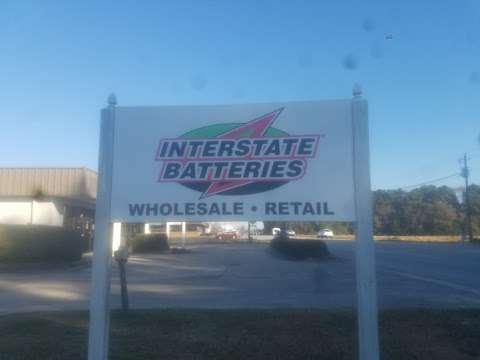 INTERSTATE
BATTERIES
WHOLESALE • RETAIL